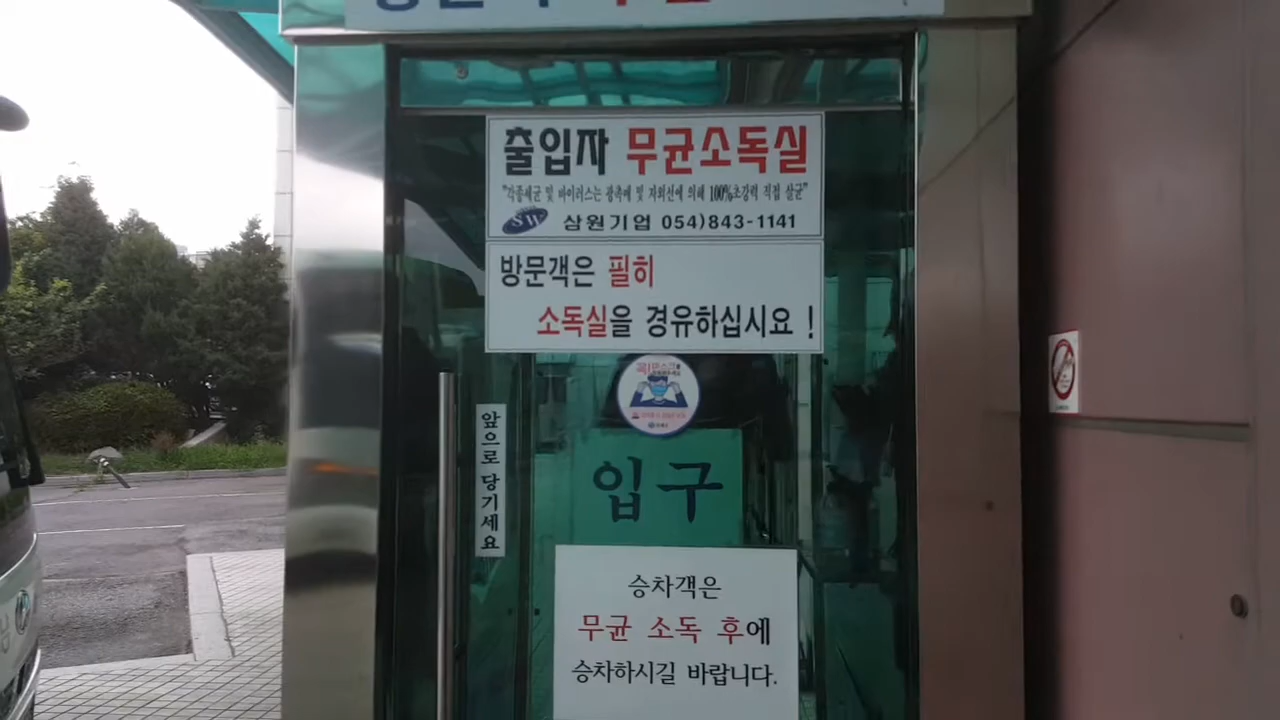 출입자 무균소독실
"각종세균 및 바이러스는 광촉매 및 자외선에 의해 100%초강력 직접 살균"
SW 삼원기업 054)843-1141
방문객은 필히
소독실을 경유하십시요 !
앞으로 당기세요
입구
승차객은
무균 소독 후에
승차하시길 바랍니다.